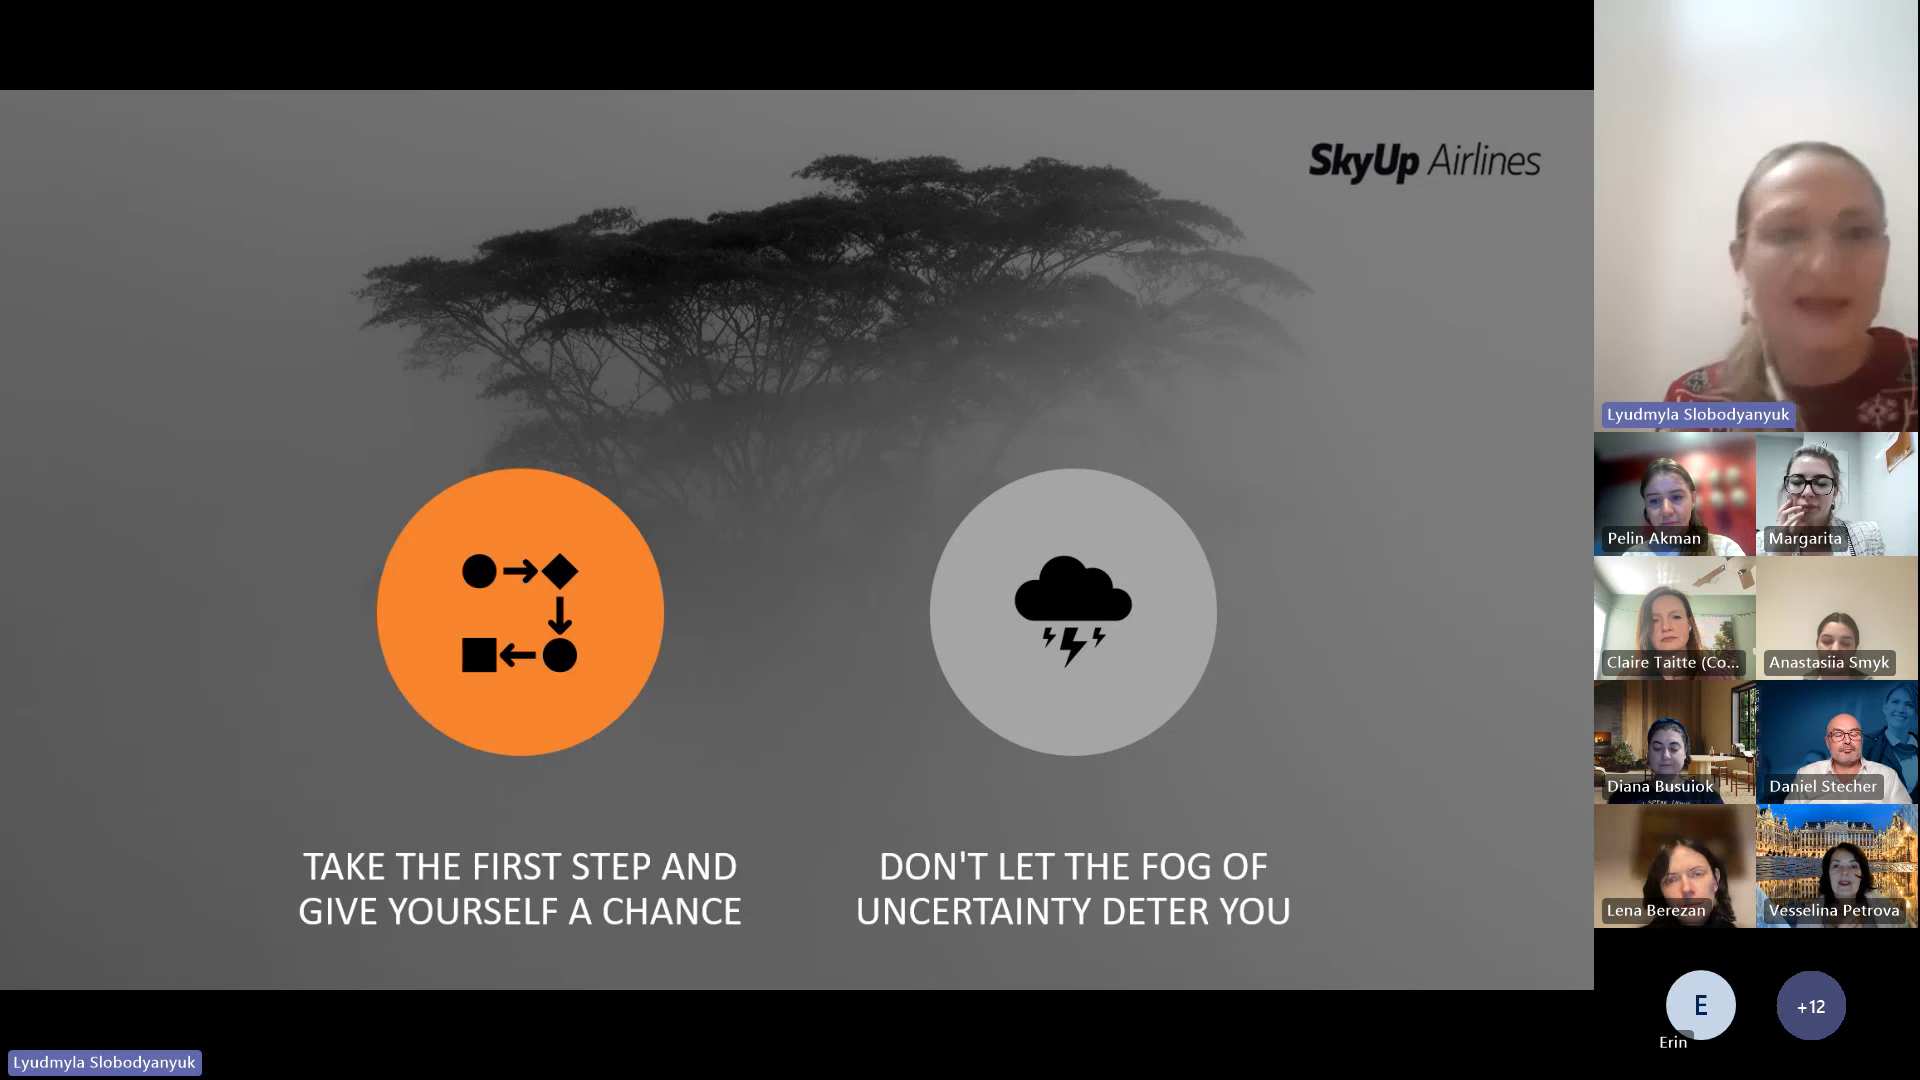 SkyUp Airlines
TAKE THE FIRST STEP AND
GIVE YOURSELF A CHANCE
DON'T LET THE FOG OF
UNCERTAINTY DETER YOU
Lyudmyla Slobodyanyuk
Lyudmyla Slobodyanyuk
Pelin Akman
Margarita
Claire Taitte (Co...
Anastasiia Smyk
Diana Busuiok
Daniel Stecher
Lena Berezan
Vesselina Petrova
E
Erin
+12